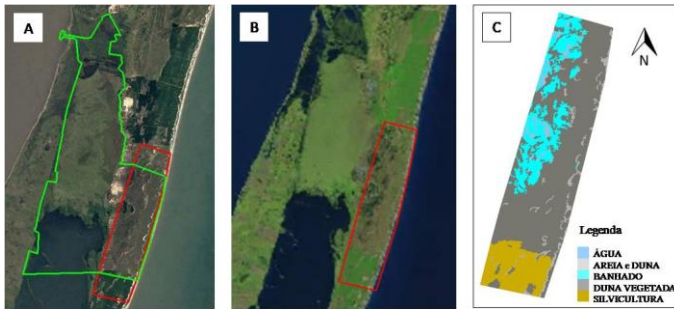 A
B
C
N
Legenda
ÁGUA
AREIA e DUNA
BANHADO
DUNA VEGETADA
SILVICULTURA